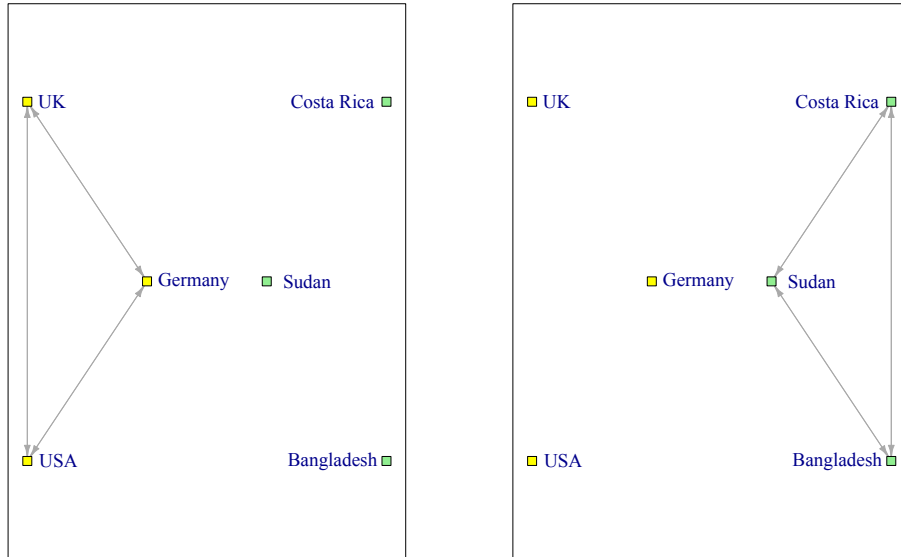 UK
Costa Rica
Germany
Sudan
USA
Bangladesh
UK
Costa Rica
Germany
Sudan
USA
Bangladesh